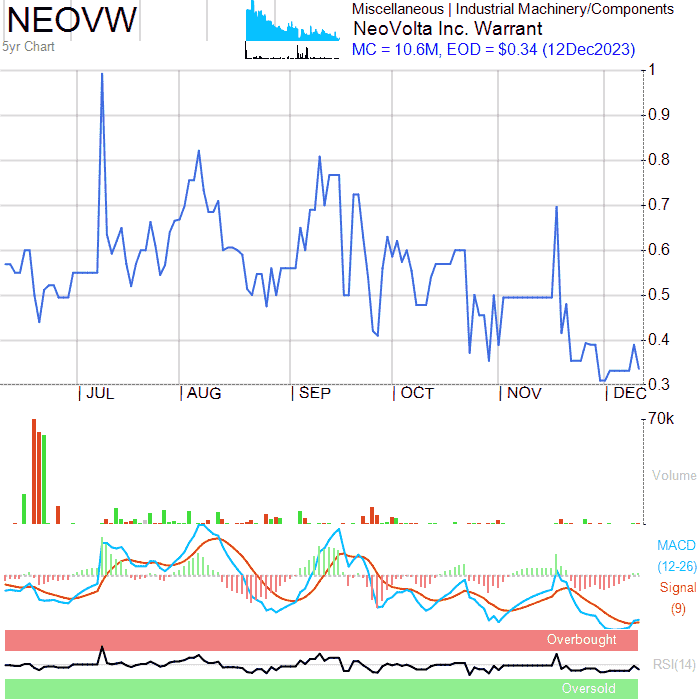 NEOVW
5yr Chart
Miscellaneous | Industrial Machinery/Components
NeoVolta Inc. Warrant
MC = 10.6M, EOD = $0.34 (12Dec2023)
1
0.9
0.8
0.7
0.6
0.5
0.4
0.3
| JUL | AUG | SEP | OCT | NOV | DEC
70k
Volume
MACD
(12-26)
Signal
(9)
Overbought
RSI(14)
Oversold